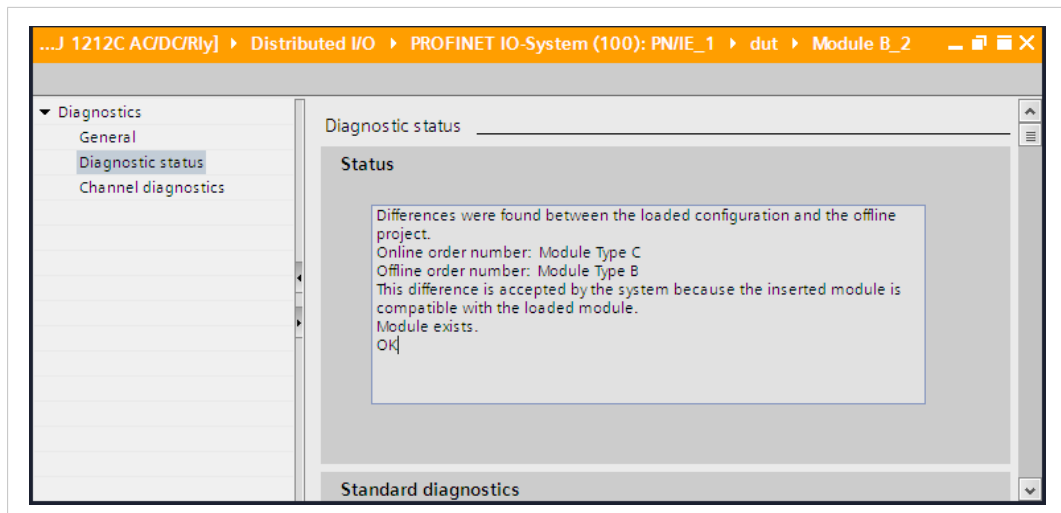 ...J 1212C AC/DC/Rly] ▸ Distributed I/O ▸ PROFINET IO-System (100): PN/IE_1 ▸ dut ▸ Module B_2
Diagnostics
General
Diagnostic status
Channel diagnostics
Diagnostic status
Status
Differences were found between the loaded configuration and the offline
project.
Online order number: Module Type C
Offline order number: Module Type B
This difference is accepted by the system because the inserted module is
compatible with the loaded module.
Module exists.
OK
Standard diagnostics